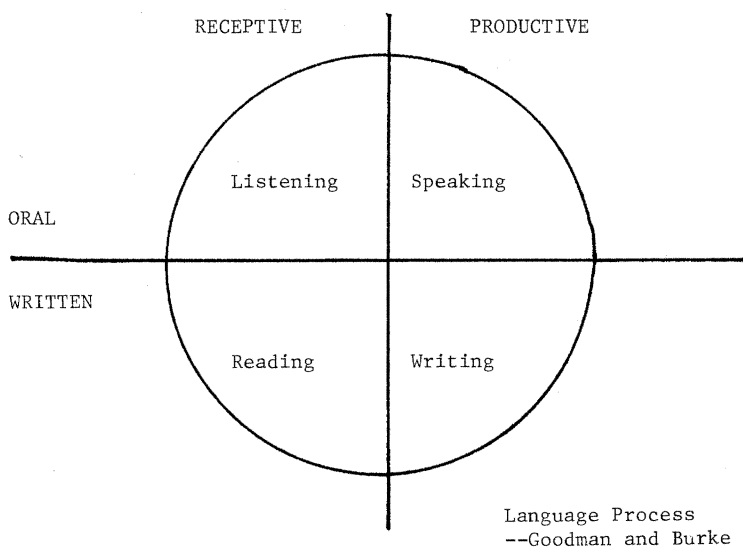 RECEPTIVE PRODUCTIVE
Listening Speaking
ORAL
WRITTEN
Reading Writing
Language Process
--Goodman and Burke